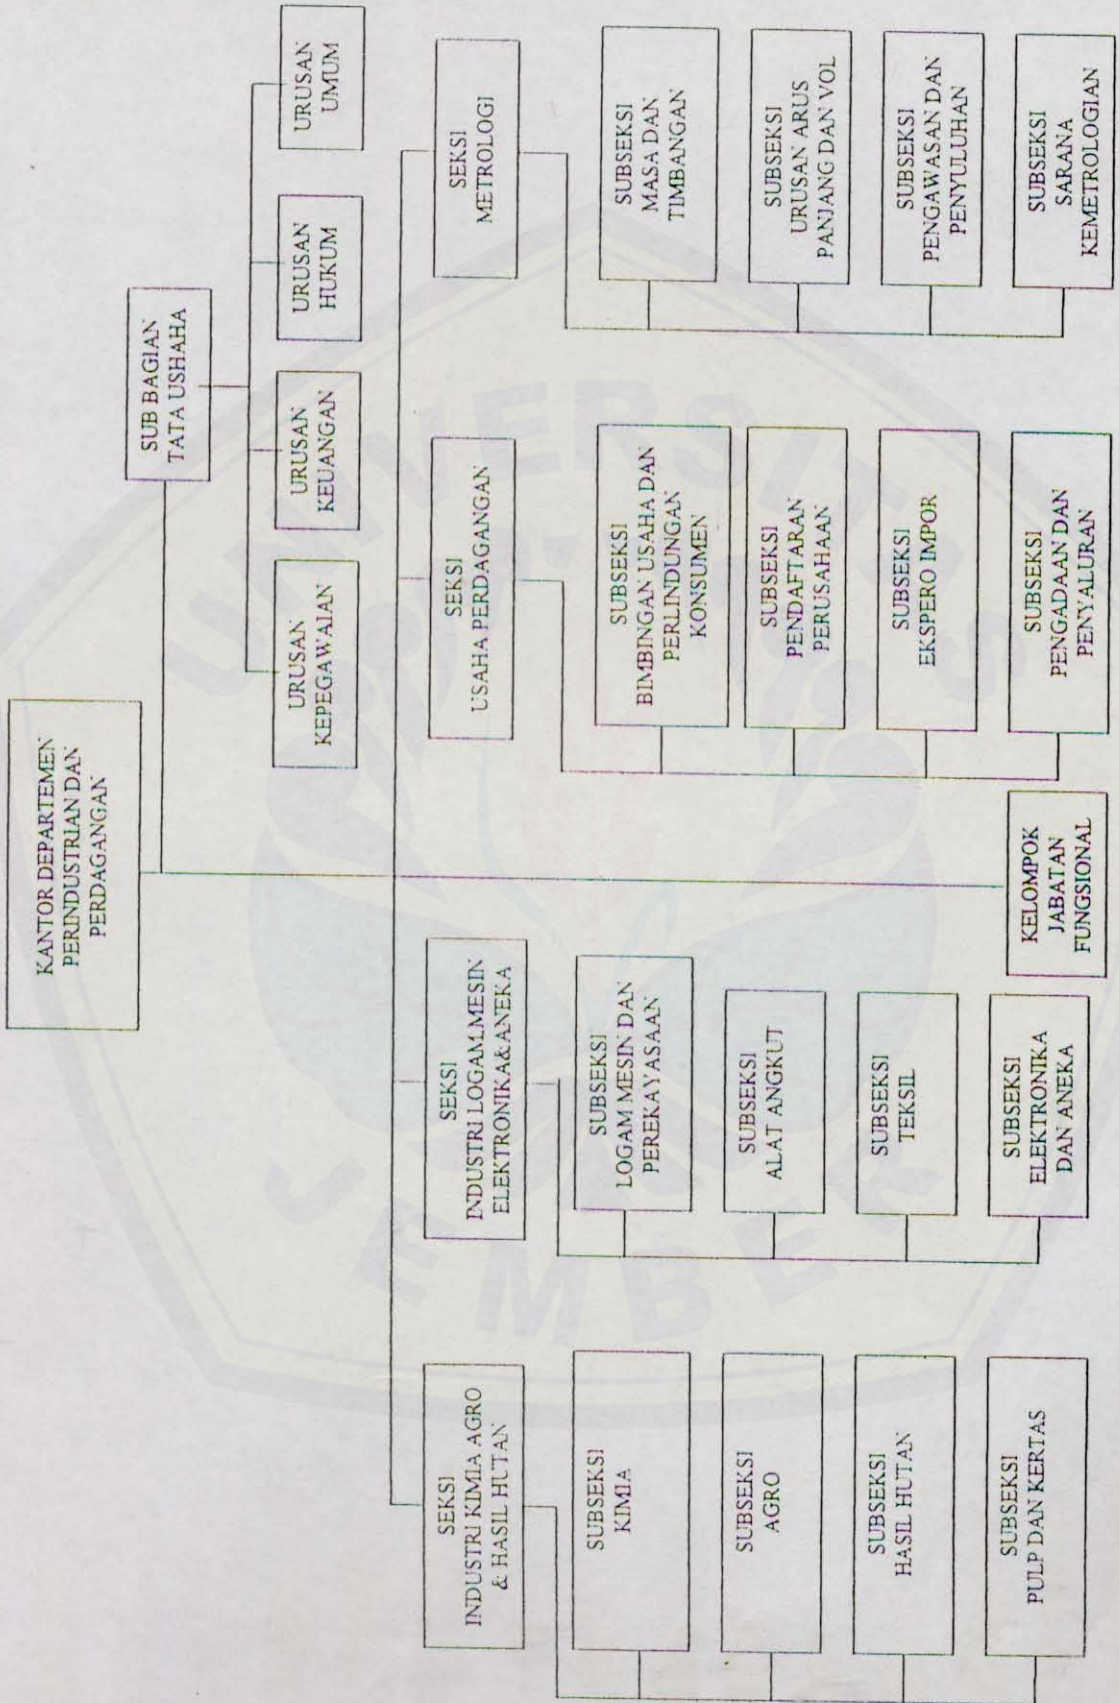 KANTOR DEPARTEMEN
PERINDUSTRIAN DAN
PERDAGANGAN
SUB BAGIAN
TATA USHAHA
URUSAN
KEPEGAWAIAN
URUSAN
KEUANGAN
URUSAN
HUKUM
URUSAN
UMUM
SEKSI
INDUSTRI KIMIA AGRO
& HASIL HUTAN
SEKSI
INDUSTRI LOGAM.MESIN
ELEKTRONIKA&ANEKA
SEKSI
USAHA PERDAGANGAN
SEKSI
METROLOGI
SUBSEKSI
KIMIA
SUBSEKSI
AGRO
SUBSEKSI
HASIL HUTAN
SUBSEKSI
PULP DAN KERTAS
SUBSEKSI
LOGAM MESIN DAN
PEREKAYASAAN
SUBSEKSI
ALAT ANGKUT
SUBSEKSI
TEKSIL
SUBSEKSI
ELEKTRONIKA
DAN ANEKA
KELOMPOK
JABATAN
FUNGSIONAL
SUBSEKSI
BIMBINGAN USAHA DAN
PERLINDUNGAN
KONSUMEN
SUBSEKSI
PENDAFTARAN
PERUSAHAAN
SUBSEKSI
EKSPERO IMPOR
SUBSEKSI
PENGADAAN DAN
PENYALURAN
SUBSEKSI
MASA DAN
TIMBANGAN
SUBSEKSI
URUSAN ARUS
PANJANG DAN VOL
SUBSEKSI
PENGAWASAN DAN
PENYULUHAN
SUBSEKSI
SARANA
KEMETROLOGIAN
UNIVERSITAS
JEMBER